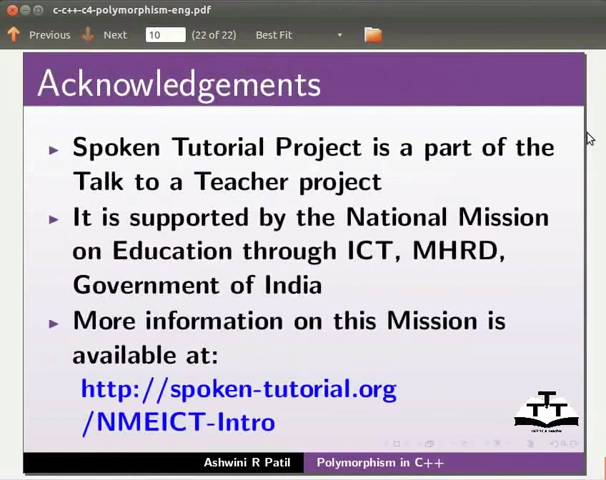 c-c++-c4-polymorphism-eng.pdf
Previous Next 10 (22 of 22) Best Fit
Acknowledgements
Spoken Tutorial Project is a part of the
Talk to a Teacher project
It is supported by the National Mission
on Education through ICT, MHRD,
Government of India
More information on this Mission is
available at:
http://spoken-tutorial.org
/NMEICT-Intro
Ashwini R Patil Polymorphism in C++